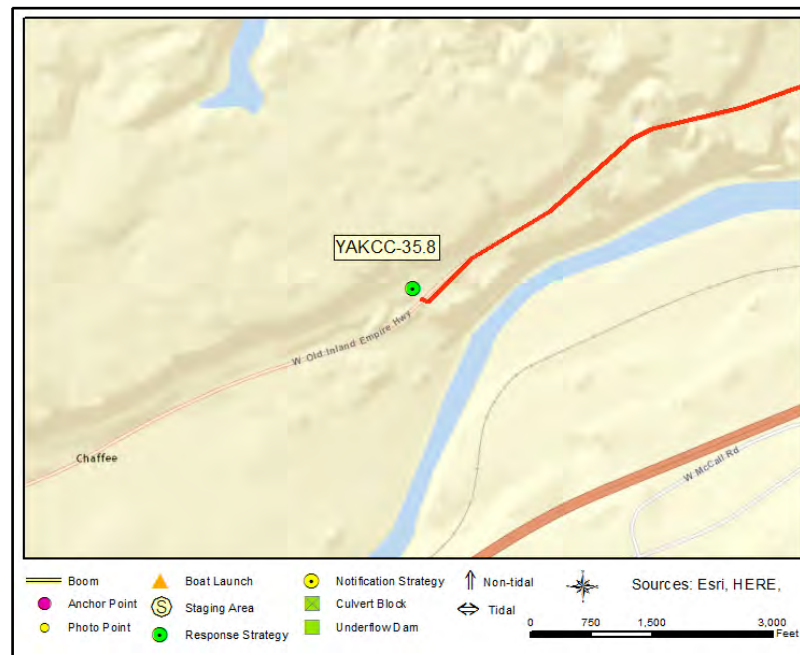 YAKCC-35.8
W Old Inland Empire Hwy
Chaffee
W McCall Rd
Boom
Anchor Point
Photo Point
Boat Launch
S Staging Area
Response Strategy
Notification Strategy
Culvert Block
Underflow Dam
Non-tidal
Tidal
Sources: Esri, HERE,
0 750 1,500 3,000
Feet